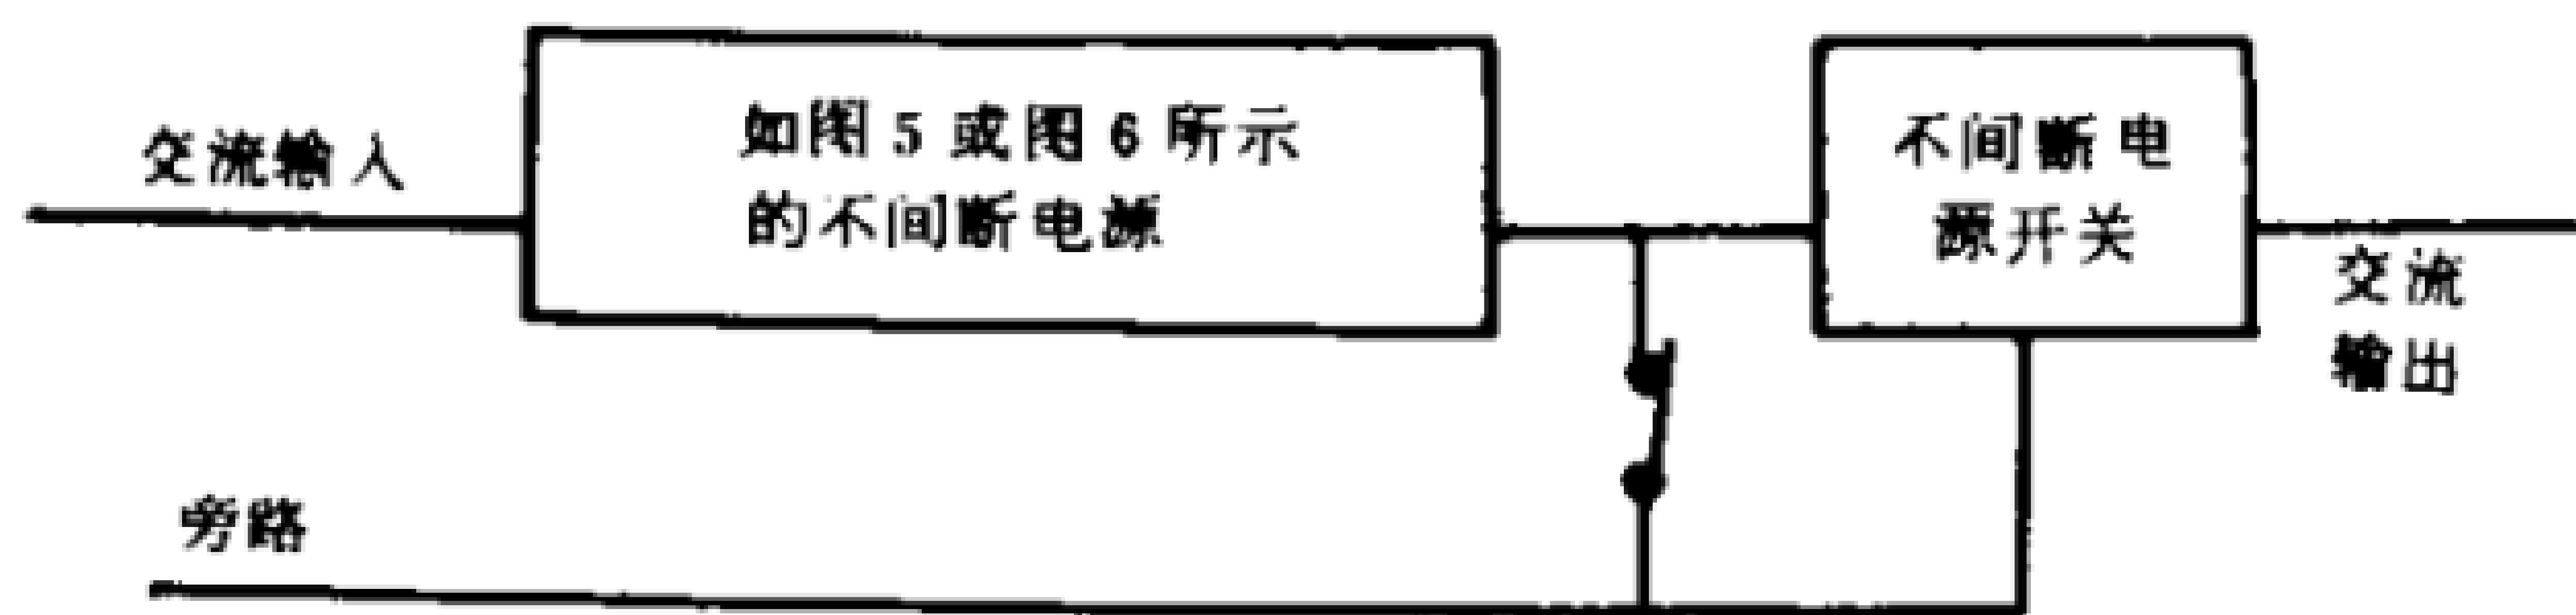 交流输入
如图 5 或图 6 所示
的不间断电源
不间断电
源开关
交流
输出
旁路